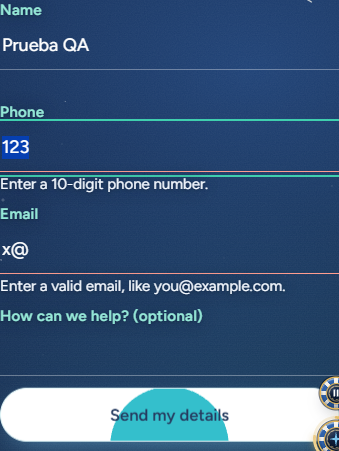 Name
Prueba QA
Phone
123
Enter a 10-digit phone number.
Email
x@
Enter a valid email, like you@example.com.
How can we help? (optional)
Send my details